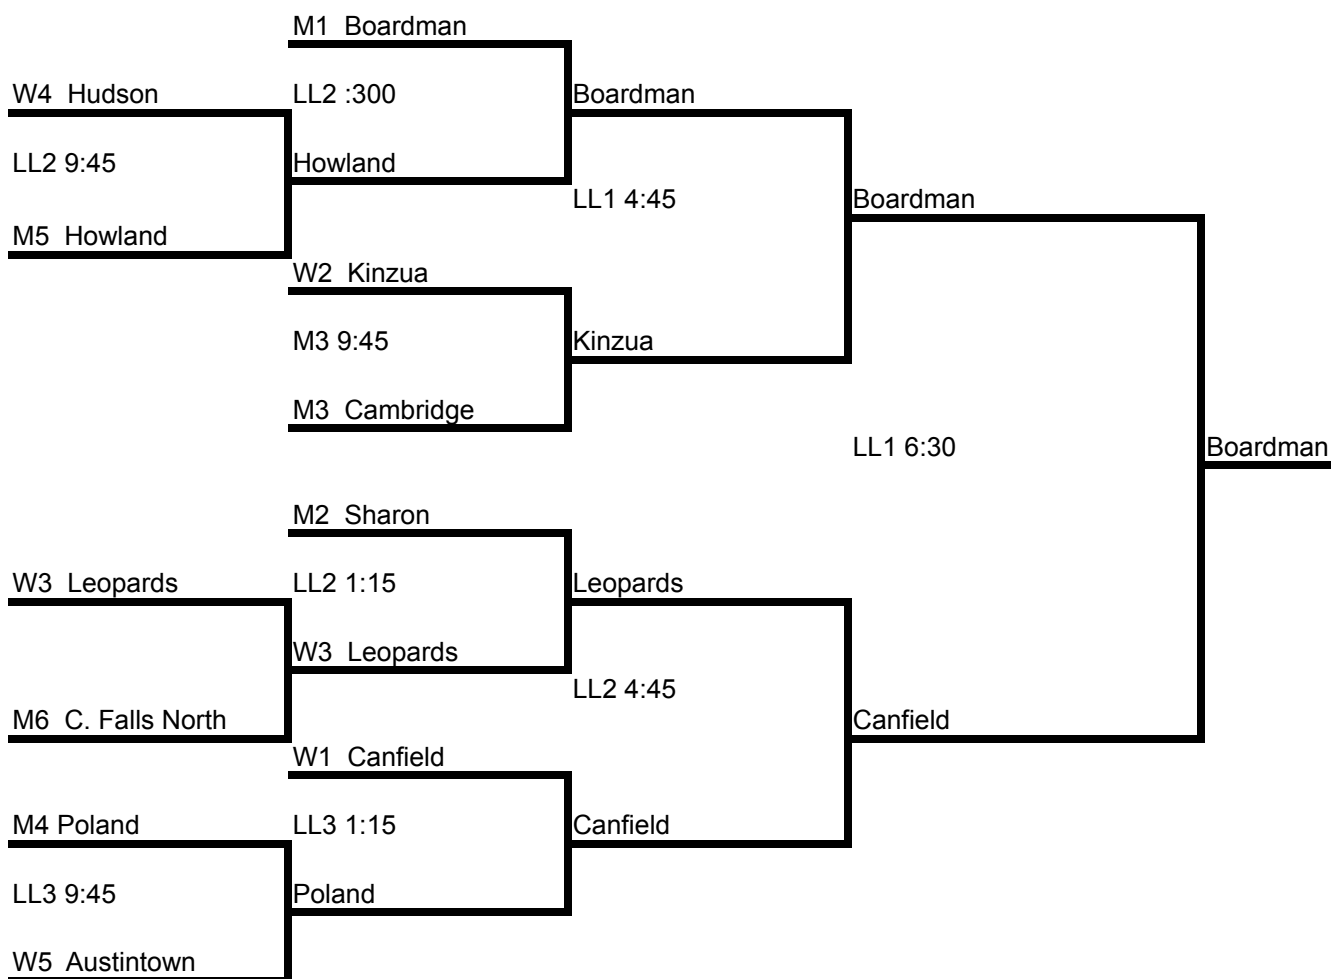 M1 Boardman
W4 Hudson
LL2 :300
Boardman
LL2 9:45
Howland
LL1 4:45
Boardman
M5 Howland
W2 Kinzua
M3 9:45
Kinzua
M3 Cambridge
LL1 6:30
Boardman
M2 Sharon
W3 Leopards
LL2 1:15
Leopards
W3 Leopards
LL2 4:45
M6 C. Falls North
Canfield
W1 Canfield
M4 Poland
LL3 1:15
Canfield
LL3 9:45
Poland
W5 Austintown